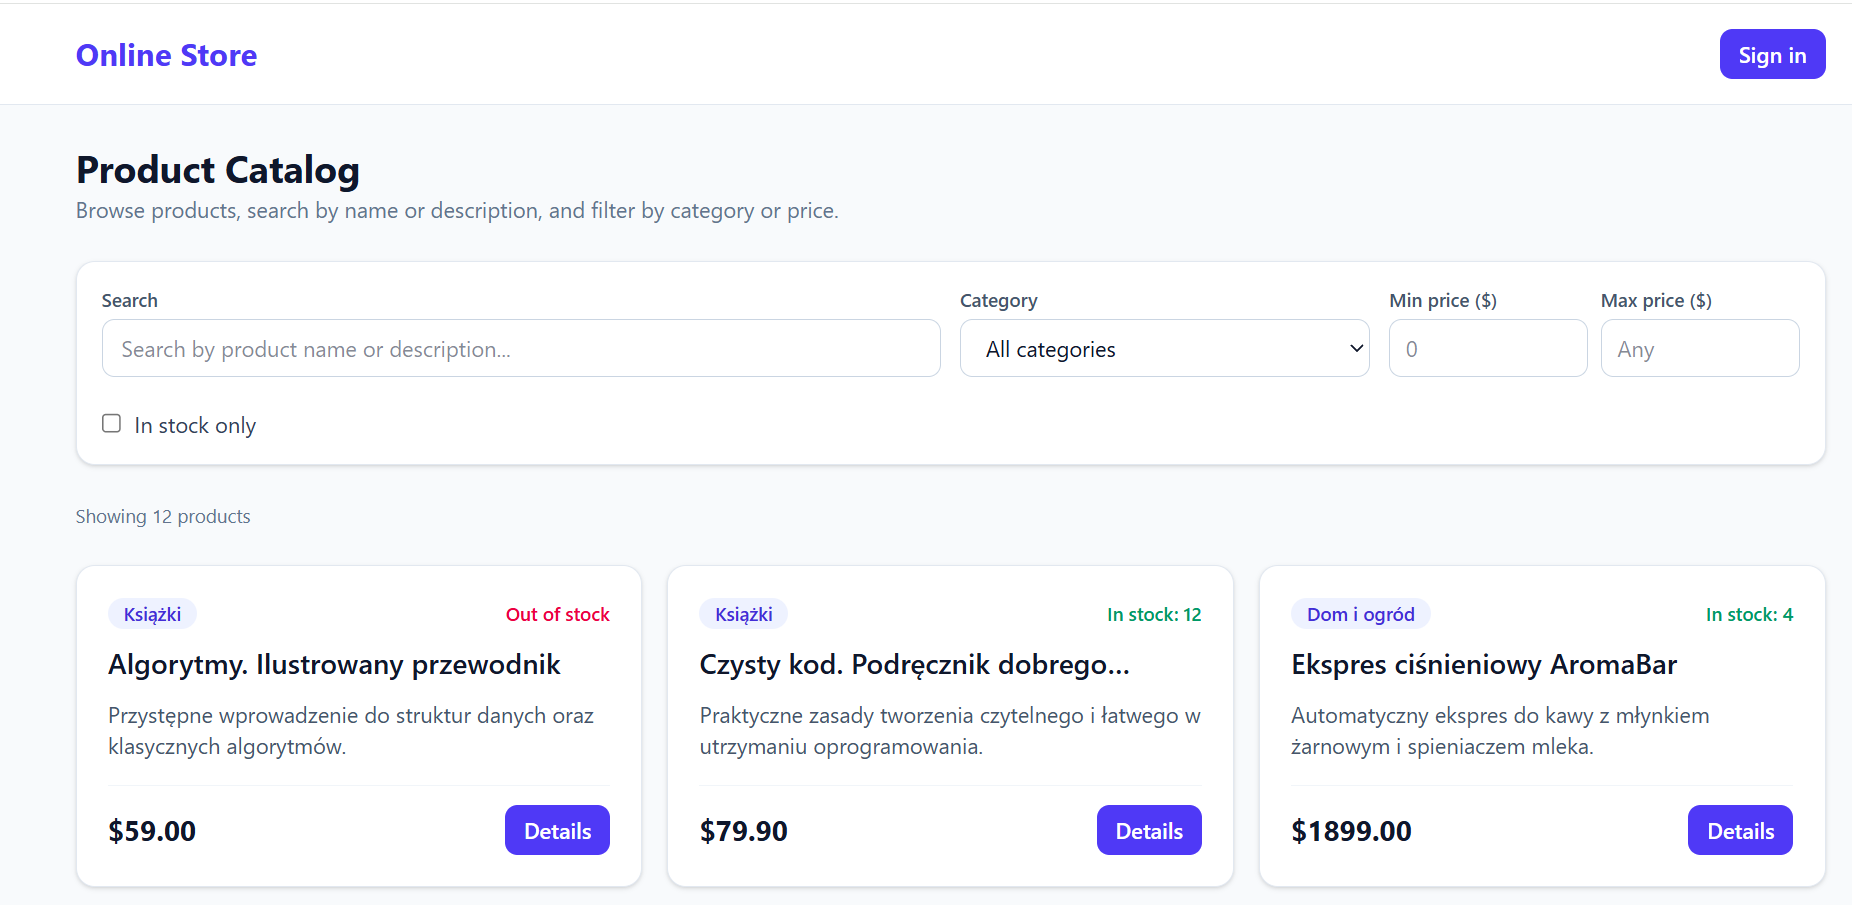 Online Store
Sign in
Product Catalog
Browse products, search by name or description, and filter by category or price.
Search
Category
Min price ($)
Max price ($)
Search by product name or description...
All categories
0
Any
In stock only
Showing 12 products
Książki
Out of stock
Algorytmy. Ilustrowany przewodnik
Przystępne wprowadzenie do struktur danych oraz
klasycznych algorytmów.
$59.00
Details
Książki
In stock: 12
Czysty kod. Podręcznik dobrego...
Praktyczne zasady tworzenia czytelnego i łatwego w
utrzymaniu oprogramowania.
$79.90
Details
Dom i ogród
In stock: 4
Ekspres ciśnieniowy AromaBar
Automatyczny ekspres do kawy z młynkiem
żarnowym i spieniaczem mleka.
$1899.00
Details